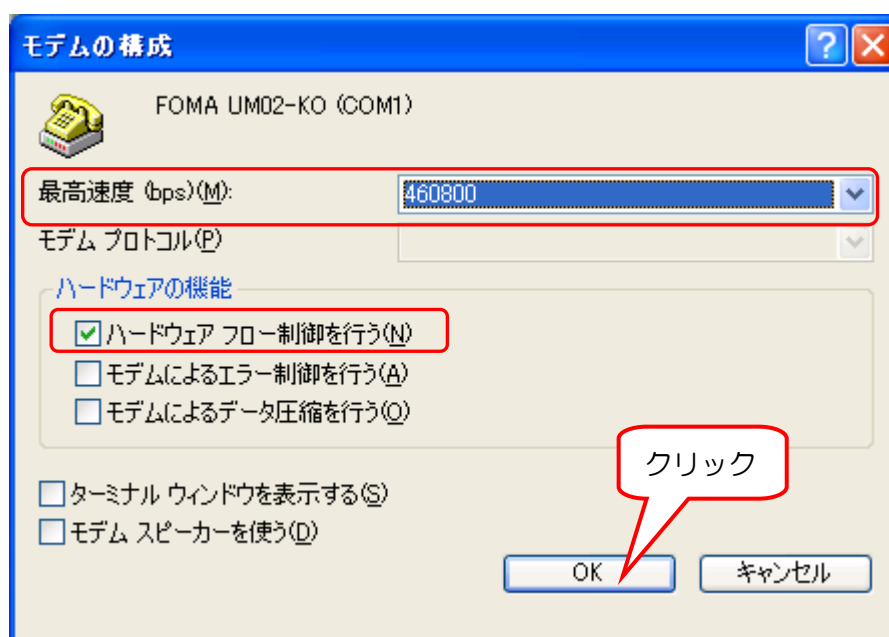 モデムの構成
FOMA UM02-KO (COM1)
最高速度 (bps)(M):
460800
モデム プロトコル(P)
ハードウェアの機能
ハードウェア フロー制御を行う(N)
モデムによるエラー制御を行う(A)
モデムによるデータ圧縮を行う(O)
クリック
ターミナル ウィンドウを表示する(S)
モデム スピーカーを使う(D)
OK
キャンセル